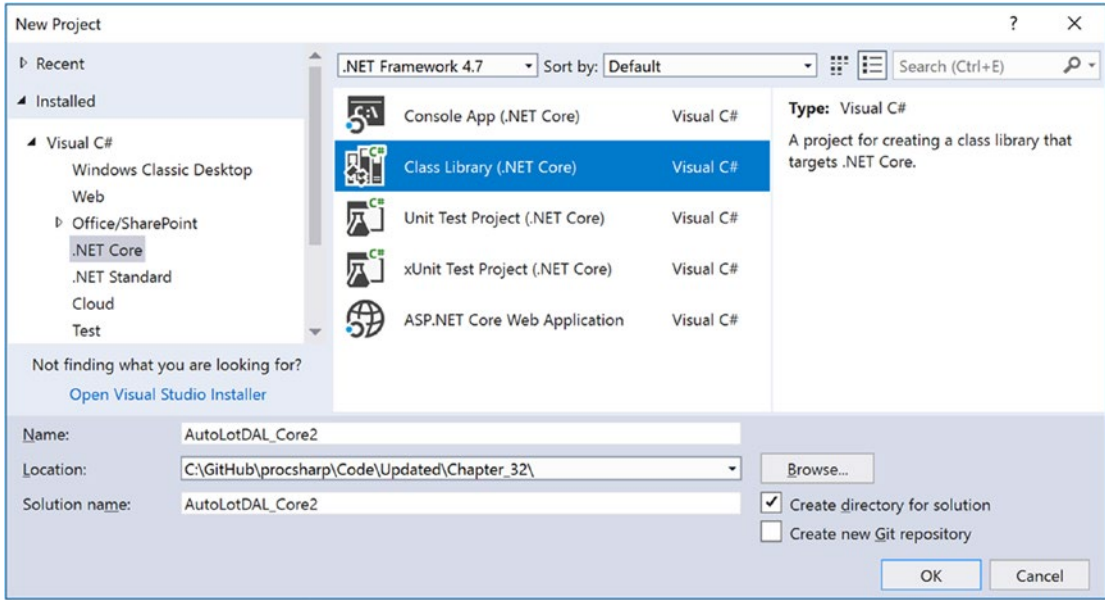 New Project
Recent
Installed
Visual C#
Windows Classic Desktop
Web
Office/SharePoint
.NET Core
.NET Standard
Cloud
Test
Not finding what you are looking for?
Open Visual Studio Installer
.NET Framework 4.7 Sort by: Default
Search (Ctrl+E)
Console App (.NET Core) Visual C#
Class Library (.NET Core) Visual C#
Unit Test Project (.NET Core) Visual C#
xUnit Test Project (.NET Core) Visual C#
ASP.NET Core Web Application Visual C#
Type: Visual C#
A project for creating a class library that
targets .NET Core.
Name: AutoLotDAL_Core2
Location: C:\GitHub\procsharp\Code\Updated\Chapter_32\ Browse...
Solution name: AutoLotDAL_Core2
Create directory for solution
Create new Git repository
OK Cancel